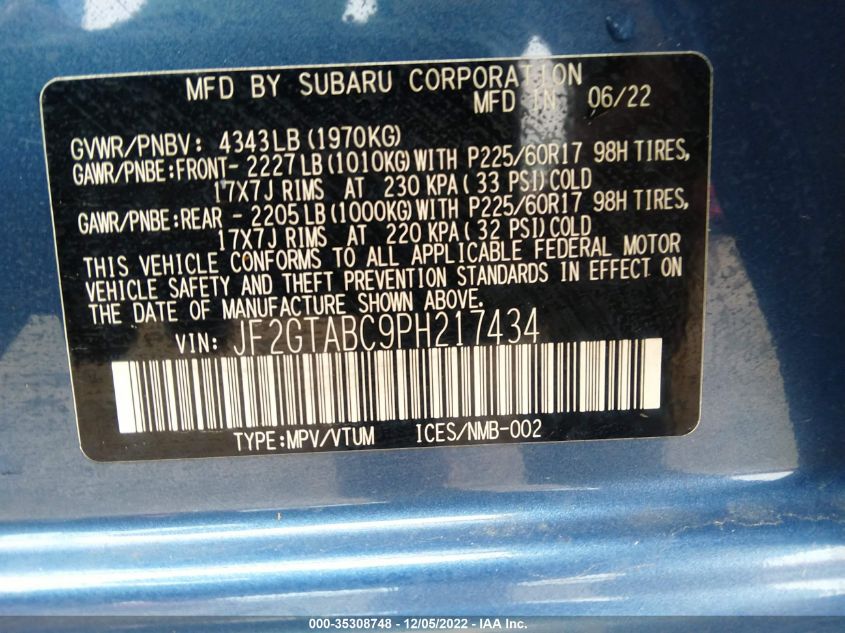 MFD BY SUBARU CORPORATION
MFD IN 06/22
GVWR/PNBV: 4343LB(1970KG)
GAWR/PNBE:FRONT- 2227LB(1010KG)WITH P225/60R17 98H TIRES,
17X7J RIMS AT 230 KPA(33 PSI)COLD
GAWR/PNBE:REAR - 2205LB(1000KG)WITH P225/60R17 98H TIRES,
17X7J RIMS AT 220 KPA(32 PSI)COLD
THIS VEHICLE CONFORMS TO ALL APPLICABLE FEDERAL MOTOR
VEHICLE SAFETY AND THEFT PREVENTION STANDARDS IN EFFECT ON
THE DATE OF MANUFACTURE SHOWN ABOVE.
VIN: JF2GTABC9PH217434
TYPE:MPV/VTUM ICES/NMB-002
000-35308748 - 12/05/2022 - IAA Inc.